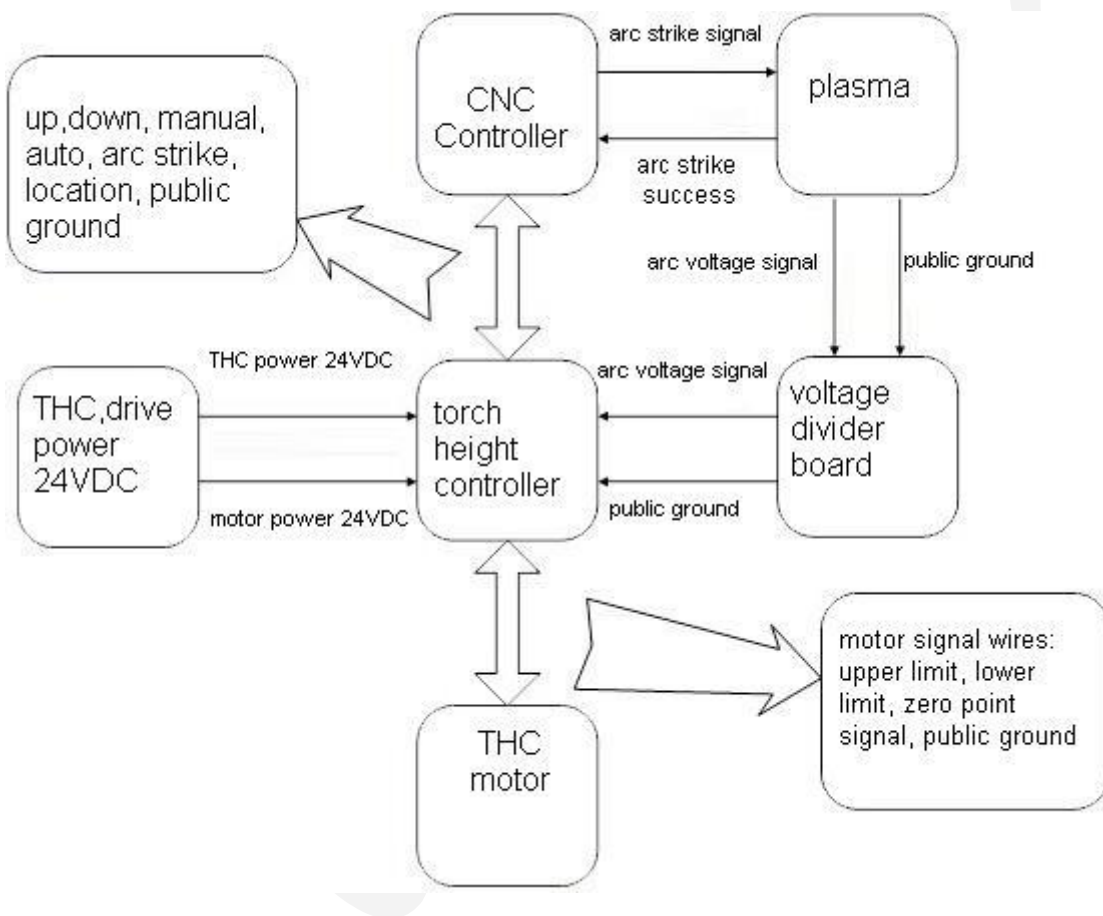 arc strike signal
CNC
Controller
plasma
up,down, manual,
auto, arc strike,
location, public
ground
arc strike
success
arc voltage signal
public ground
THC power 24VDC
arc voltage signal
THC,drive
power
24VDC
torch
height
controller
voltage
divider
board
motor power 24VDC
public ground
motor signal wires:
upper limit, lower
limit, zero point
signal, public ground
THC
motor